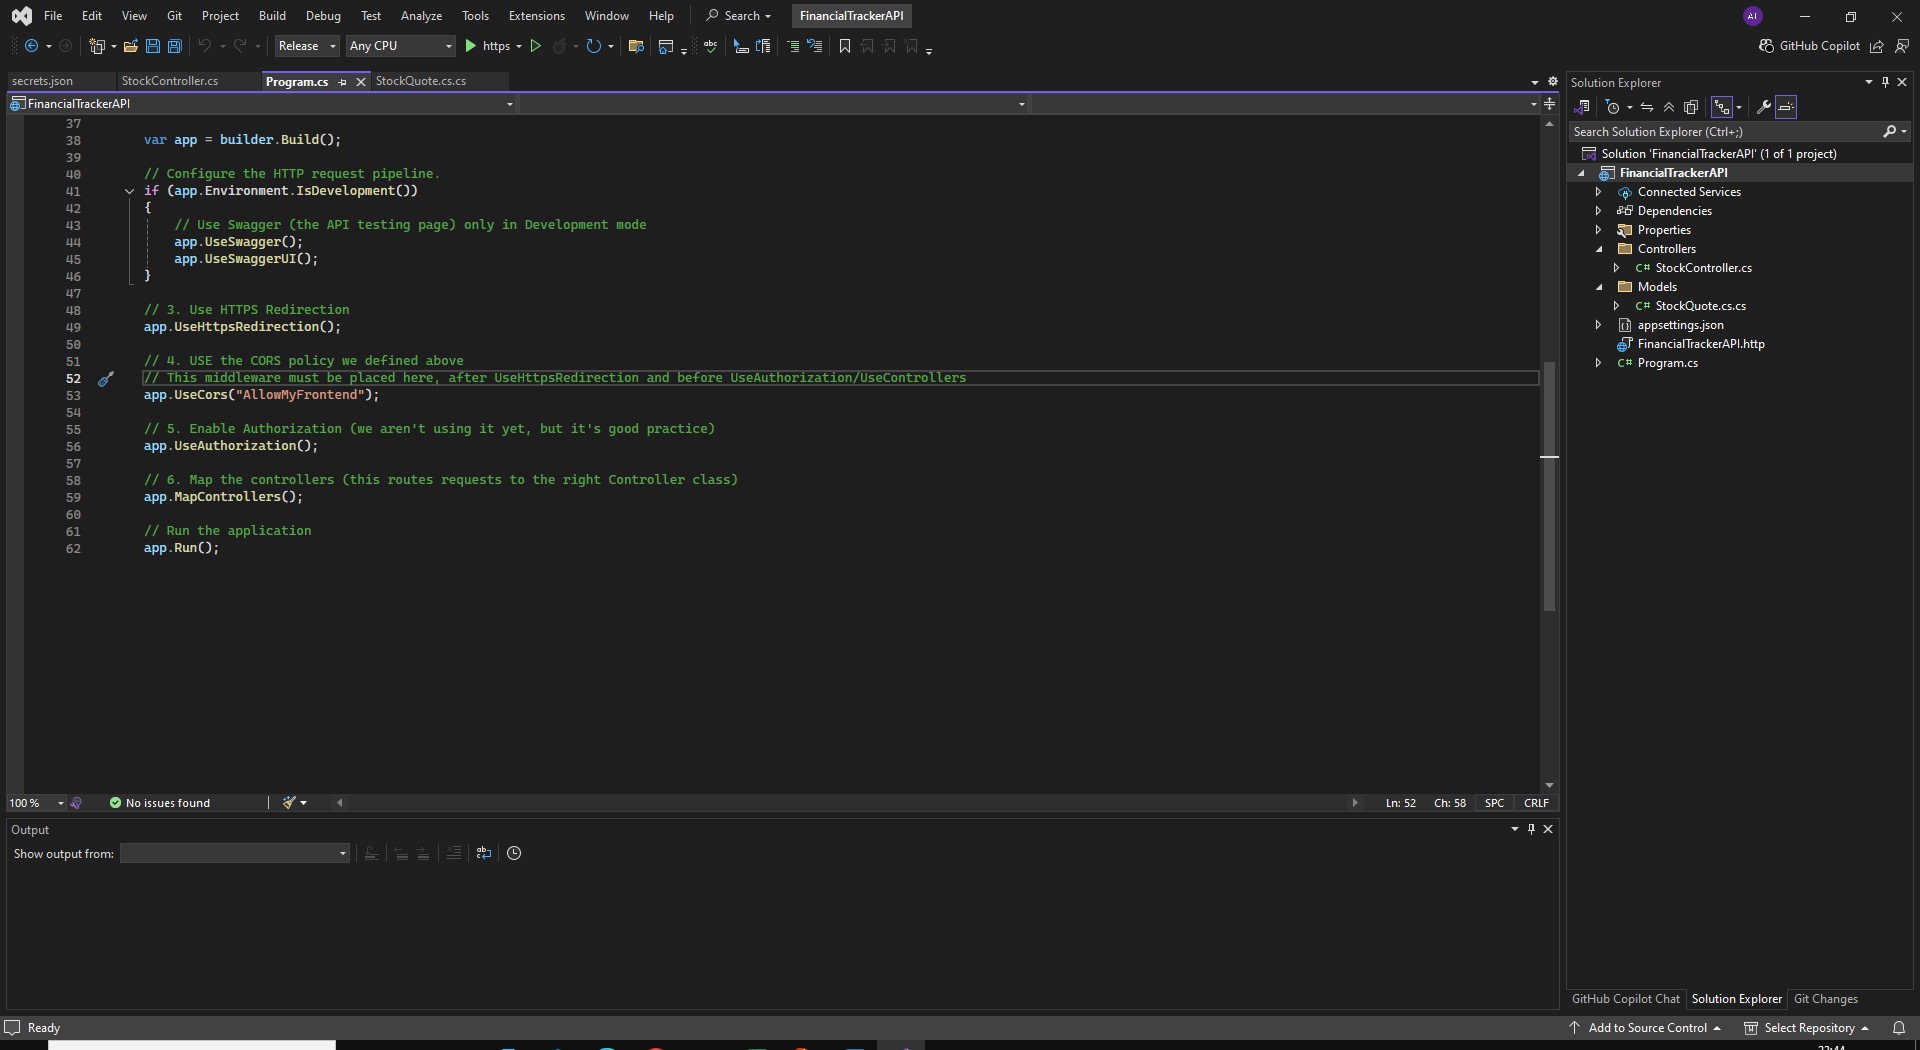 File Edit View Git Project Build Debug Test Analyze Tools Extensions Window Help Search FinancialTrackerAPI AI
Release Any CPU https GitHub Copilot
secrets.json StockController.cs Program.cs StockQuote.cs.cs
FinancialTrackerAPI
37
38 var app = builder.Build();
39
40 // Configure the HTTP request pipeline.
41 if (app.Environment.IsDevelopment())
42 {
43 // Use Swagger (the API testing page) only in Development mode
44 app.UseSwagger();
45 app.UseSwaggerUI();
46 }
47
48 // 3. Use HTTPS Redirection
49 app.UseHttpsRedirection();
50
51 // 4. USE the CORS policy we defined above
52 // This middleware must be placed here, after UseHttpsRedirection and before UseAuthorization/UseControllers
53 app.UseCors("AllowMyFrontend");
54
55 // 5. Enable Authorization (we aren't using it yet, but it's good practice)
56 app.UseAuthorization();
57
58 // 6. Map the controllers (this routes requests to the right Controller class)
59 app.MapControllers();
60
61 // Run the application
62 app.Run();
100 % No issues found Ln: 52 Ch: 58 SPC CRLF
Output
Show output from:
Solution Explorer
Search Solution Explorer (Ctrl+;)
Solution 'FinancialTrackerAPI' (1 of 1 project)
FinancialTrackerAPI
Connected Services
Dependencies
Properties
Controllers
C# StockController.cs
Models
C# StockQuote.cs.cs
appsettings.json
FinancialTrackerAPI.http
C# Program.cs
GitHub Copilot Chat Solution Explorer Git Changes
Ready Add to Source Control Select Repository